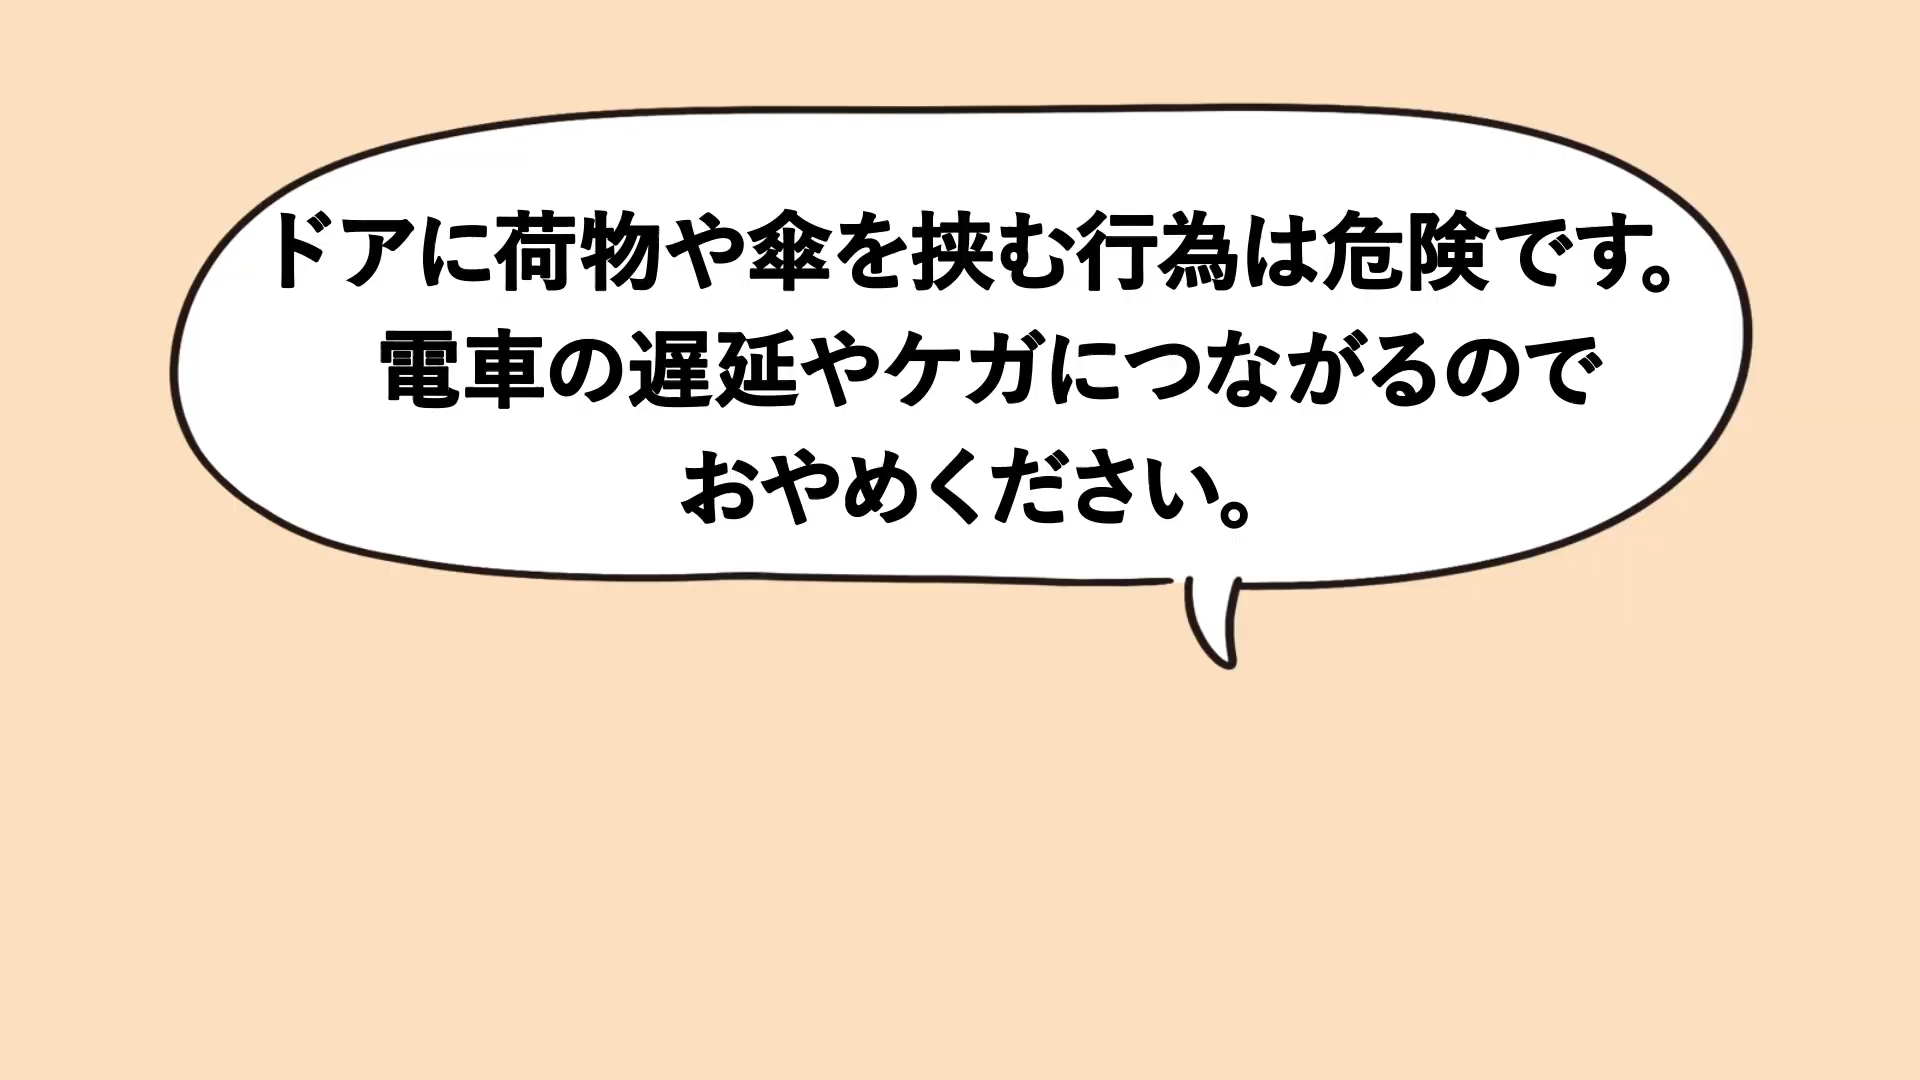 ドアに荷物や傘を挟む行為は危険です。
電車の遅延やケガにつながるので
おやめください。